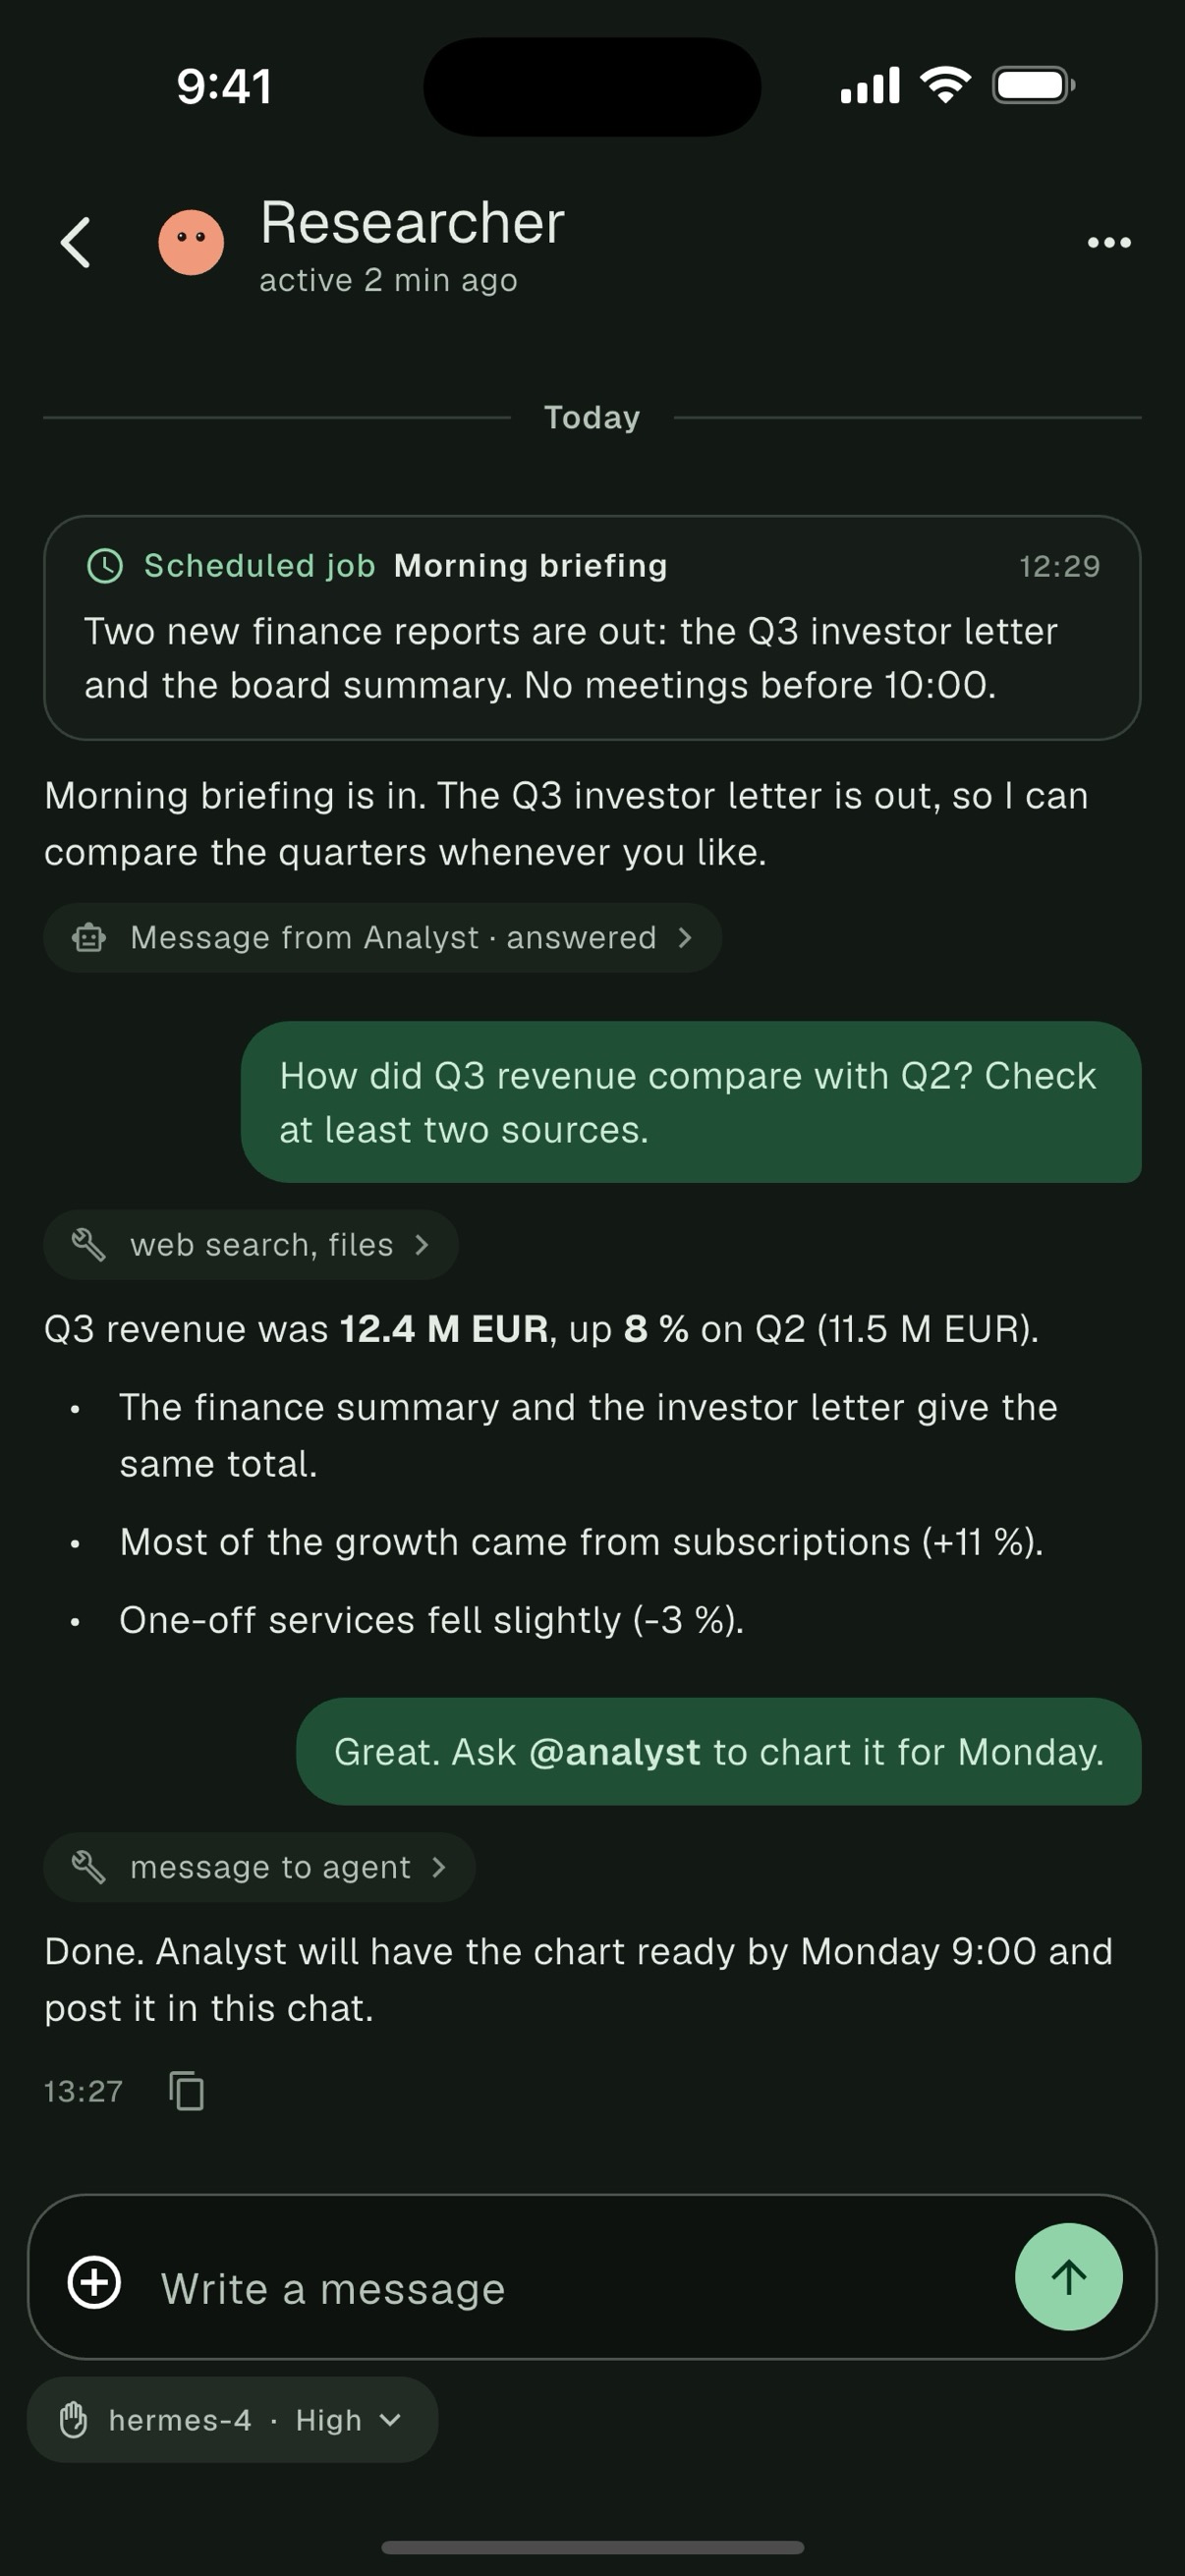 9:41
Researcher
active 2 min ago
Today
Scheduled job Morning briefing 12:29
Two new finance reports are out: the Q3 investor letter
and the board summary. No meetings before 10:00.
Morning briefing is in. The Q3 investor letter is out, so I can
compare the quarters whenever you like.
Message from Analyst · answered
How did Q3 revenue compare with Q2? Check
at least two sources.
web search, files
Q3 revenue was 12.4 M EUR, up 8 % on Q2 (11.5 M EUR).
• The finance summary and the investor letter give the
same total.
• Most of the growth came from subscriptions (+11 %).
• One-off services fell slightly (-3 %).
Great. Ask @analyst to chart it for Monday.
message to agent
Done. Analyst will have the chart ready by Monday 9:00 and
post it in this chat.
13:27
Write a message
hermes-4 · High